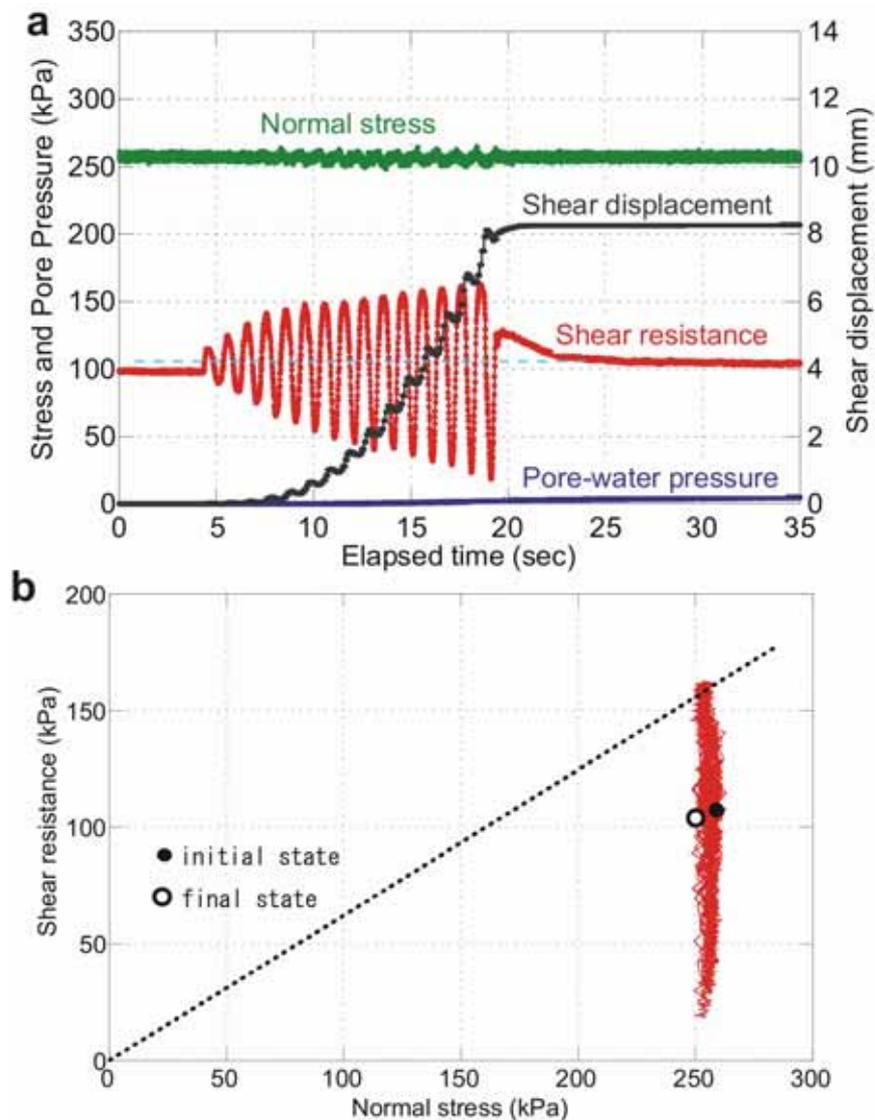 a
Stress and Pore Pressure (kPa)
350
300
250
200
150
100
50
0
Normal stress
Shear displacement
Shear resistance
Pore-water pressure
14
12
10
8
6
4
2
0
Shear displacement (mm)
0 5 10 15 20 25 30 35
Elapsed time (sec)
b
Shear resistance (kPa)
200
150
100
50
0
initial state
final state
0 50 100 150 200 250 300
Normal stress (kPa)